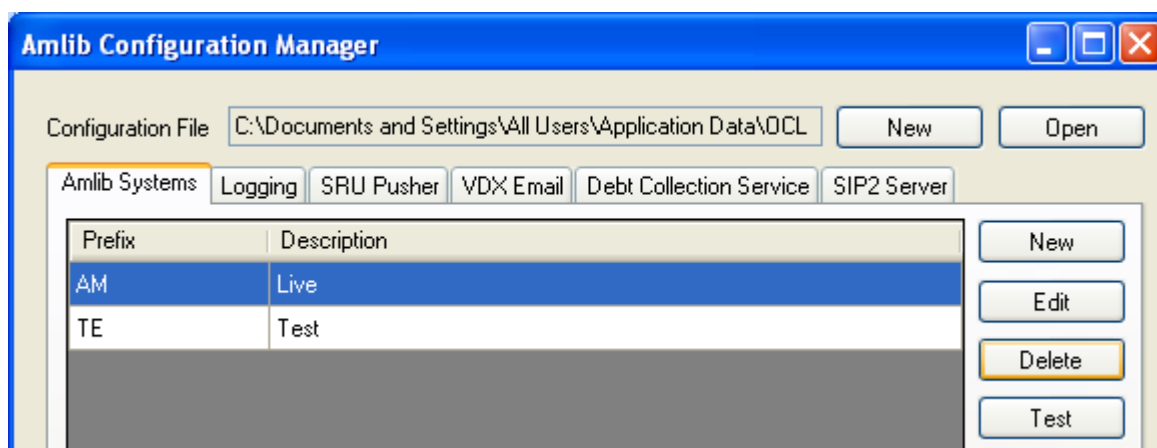 Amlib Configuration Manager
Configuration File C:\Documents and Settings\All Users\Application Data\OCL New Open
Amlib Systems Logging SRU Pusher VDX Email Debt Collection Service SIP2 Server
Prefix Description New
AM Live
Edit
TE Test
Delete
Test